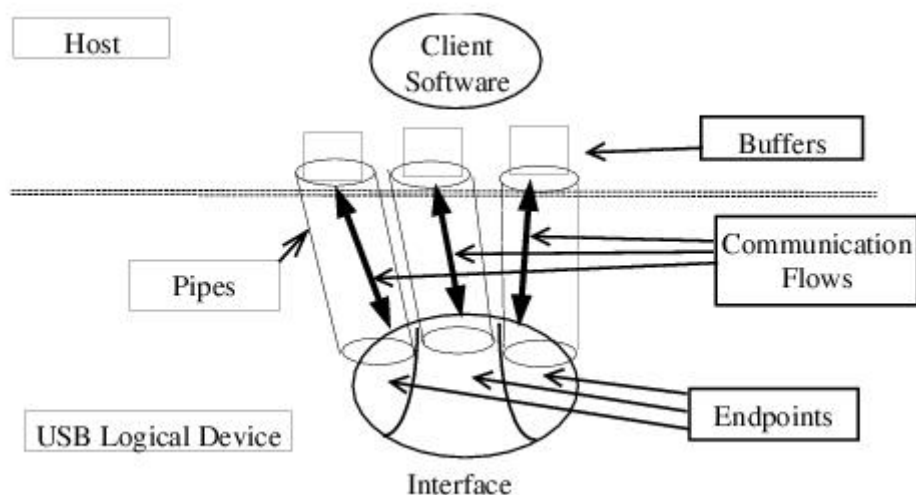 Host
Client
Software
Buffers
Communication
Flows
Pipes
Endpoints
USB Logical Device
Interface